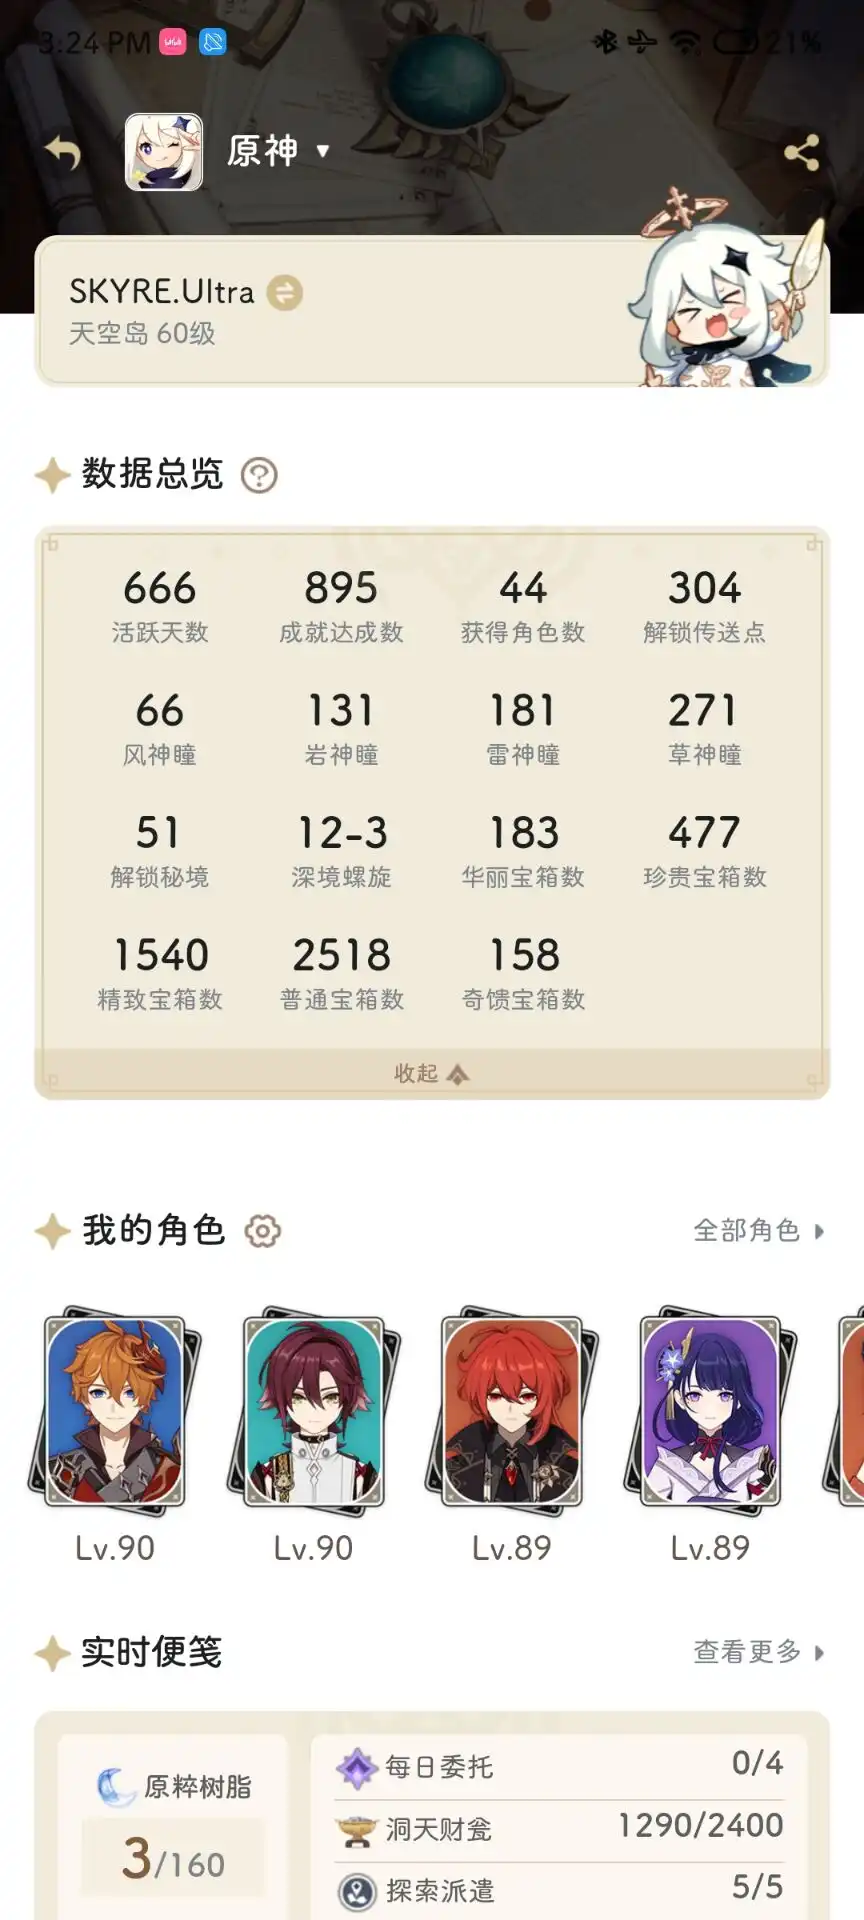 3:24 PM
21%
原神
SKYRE.Ultra
天空岛 60级
数据总览
666 895 44 304
活跃天数 成就达成数 获得角色数 解锁传送点
66 131 181 271
风神瞳 岩神瞳 雷神瞳 草神瞳
51 12-3 183 477
解锁秘境 深境螺旋 华丽宝箱数 珍贵宝箱数
1540 2518 158
精致宝箱数 普通宝箱数 奇馈宝箱数
收起
我的角色 全部角色
Lv.90 Lv.90 Lv.89 Lv.89
实时便笺 查看更多
原粹树脂
3/160
每日委托 0/4
洞天财瓮 1290/2400
探索派遣 5/5